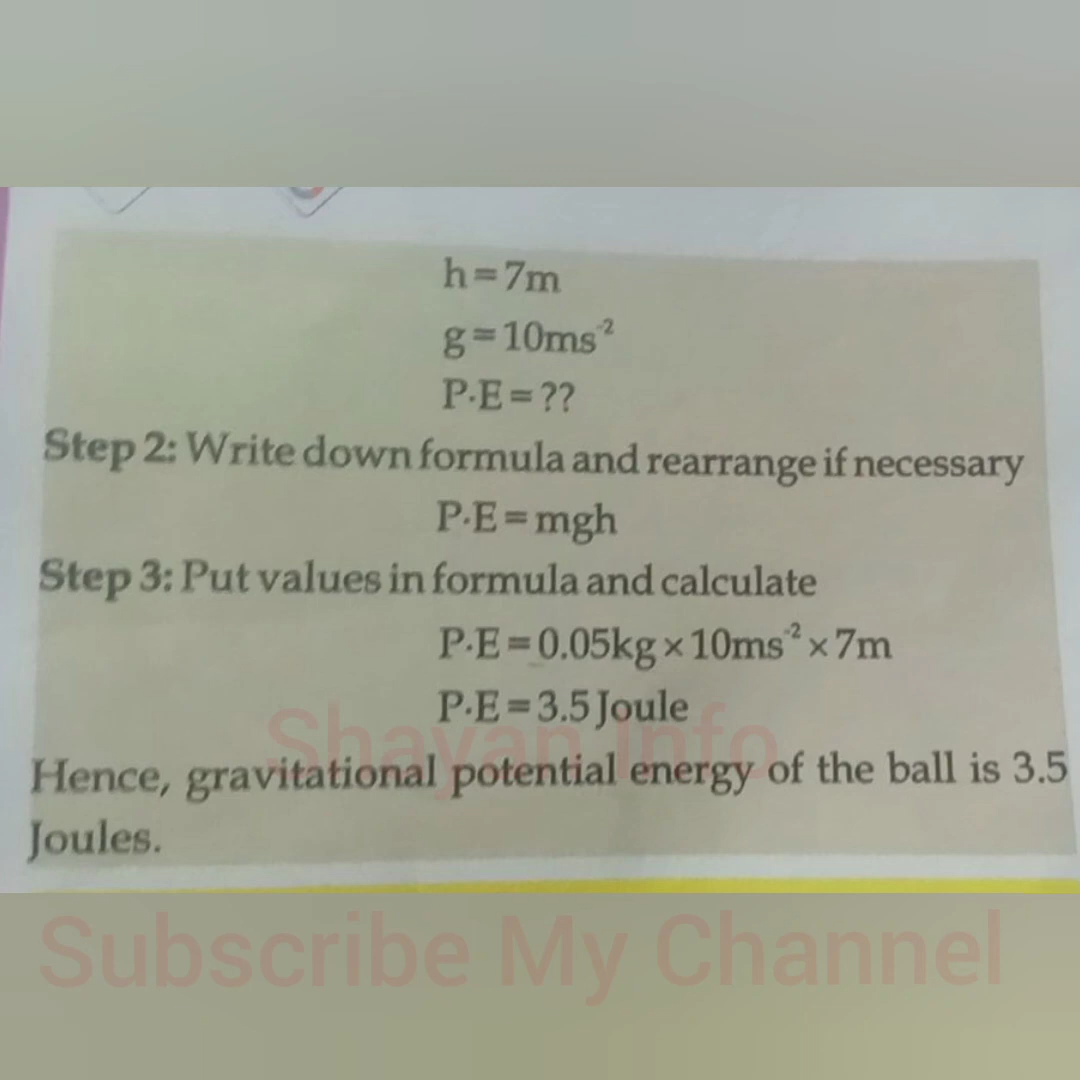 h=7m
g=10ms⁻²
P.E=??
Step 2: Write down formula and rearrange if necessary
P.E=mgh
Step 3: Put values in formula and calculate
P.E=0.05kg×10ms⁻²×7m
P.E=3.5 Joule
Shayan Info
Hence, gravitational potential energy of the ball is 3.5
Joules.
Subscribe My Channel